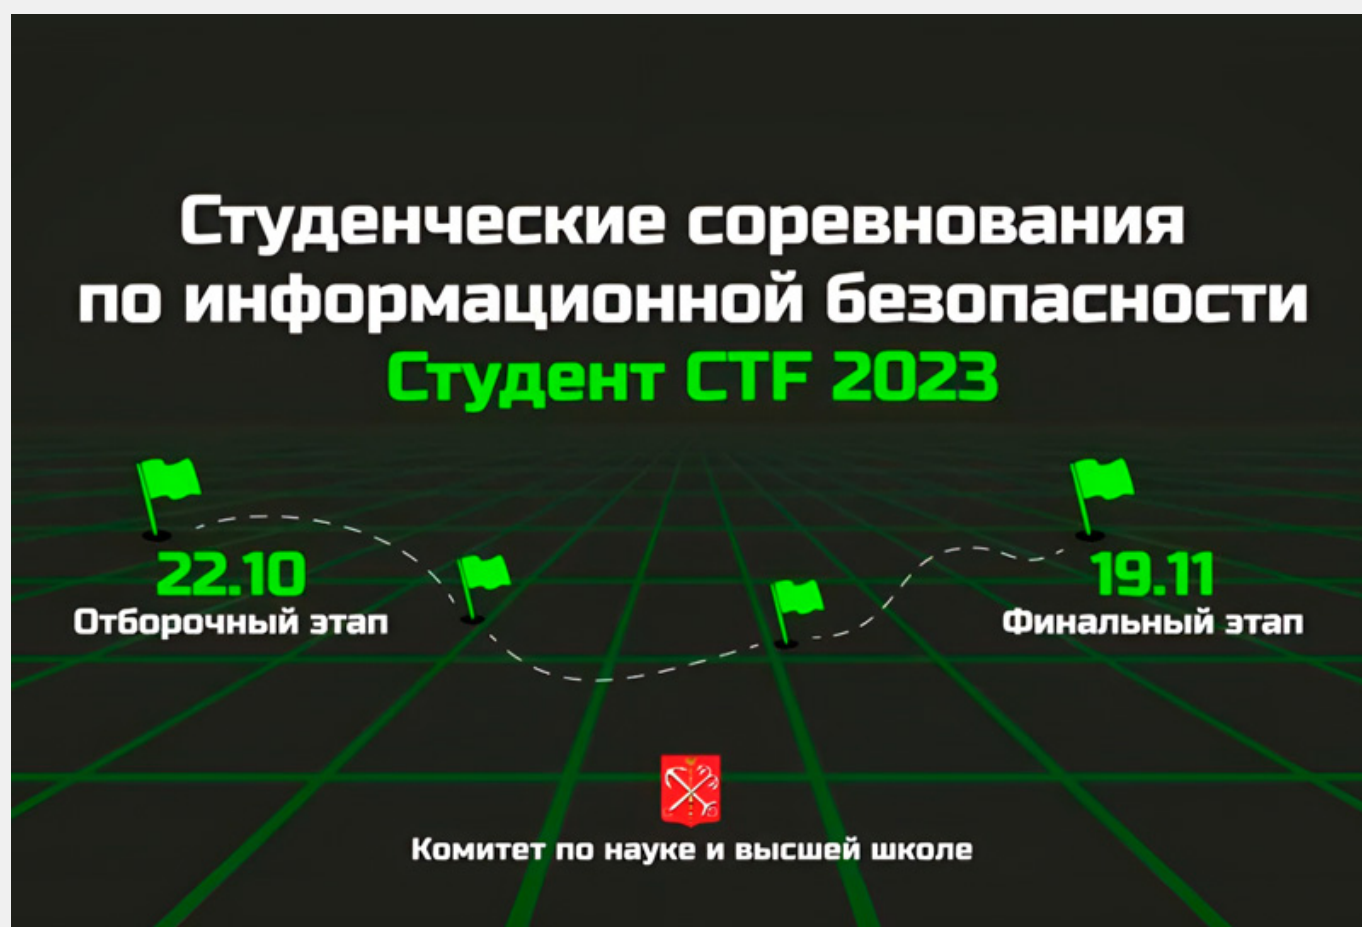 Студенческие соревнования
по информационной безопасности
Студент CTF 2023
22.10
Отборочный этап
19.11
Финальный этап
Комитет по науке и высшей школе